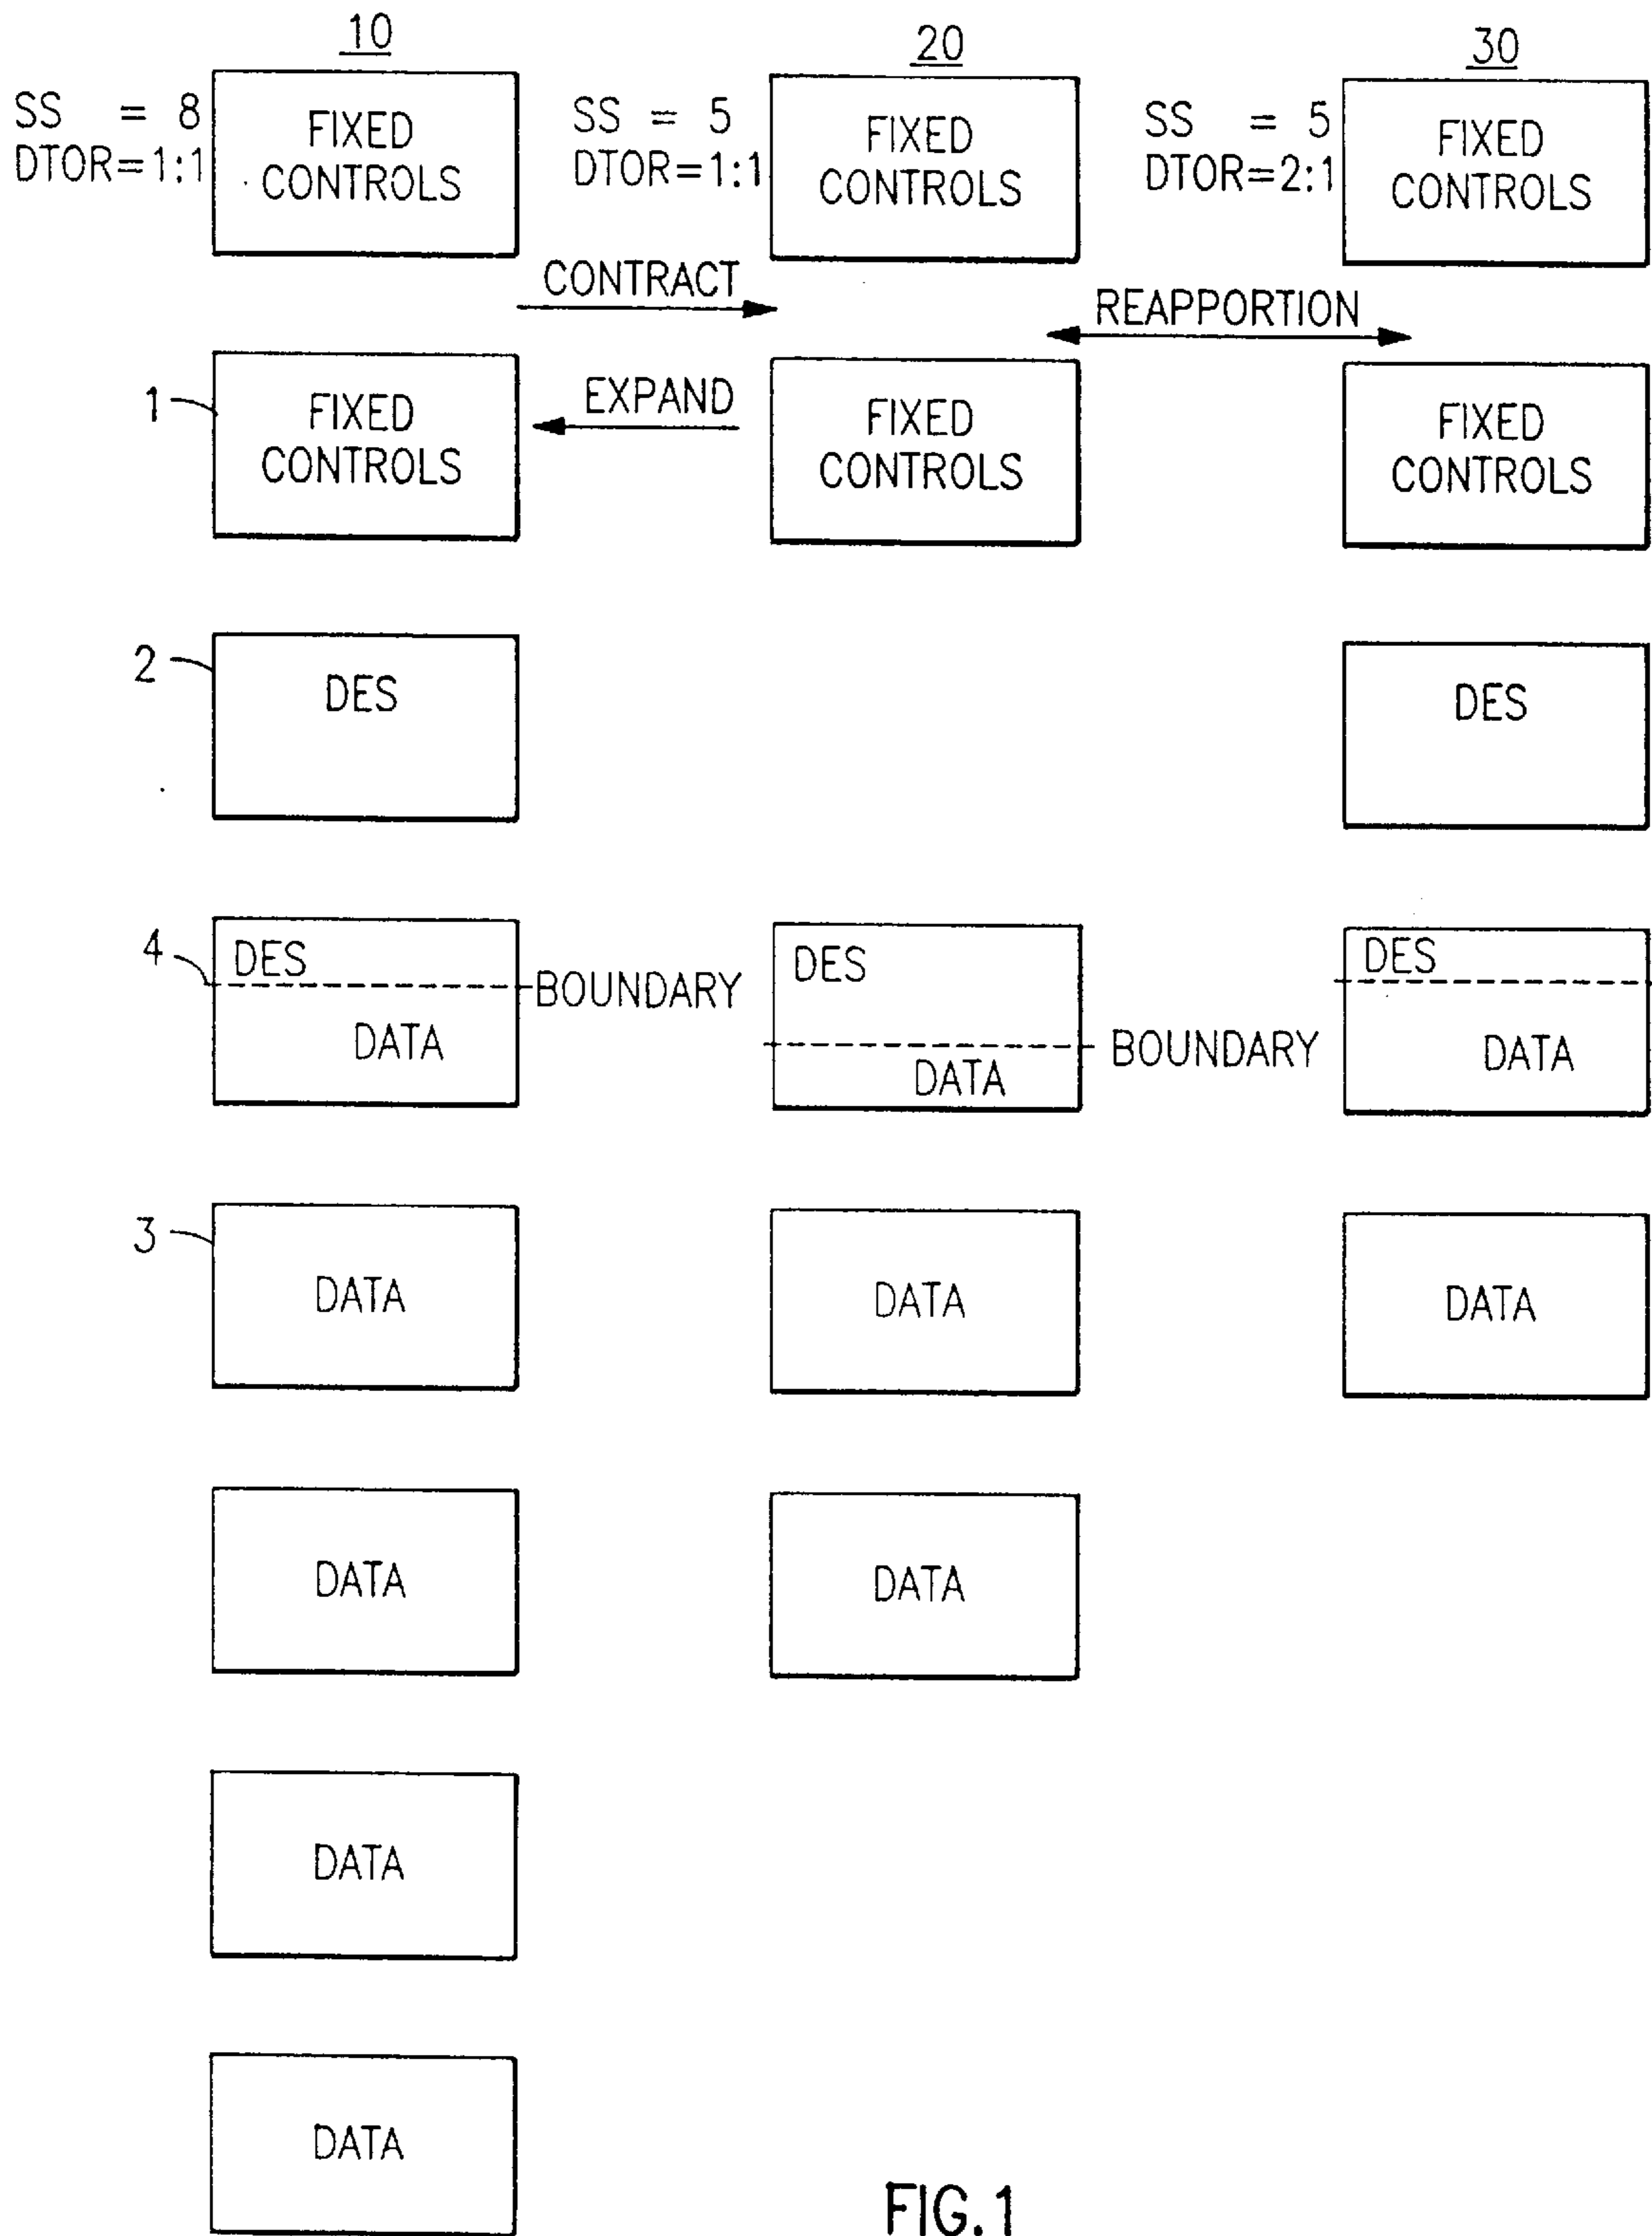 10
20
30
SS = 8
DTOR=1:1
FIXED
CONTROLS
SS = 5
DTOR=1:1
FIXED
CONTROLS
SS = 5
DTOR=2:1
FIXED
CONTROLS
CONTRACT
REAPPORTION
1
FIXED
CONTROLS
EXPAND
FIXED
CONTROLS
FIXED
CONTROLS
2
DES
DES
4
DES
BOUNDARY
DATA
DES
BOUNDARY
DATA
DES
DATA
3
DATA
DATA
DATA
DATA
DATA
DATA
DATA
FIG.1